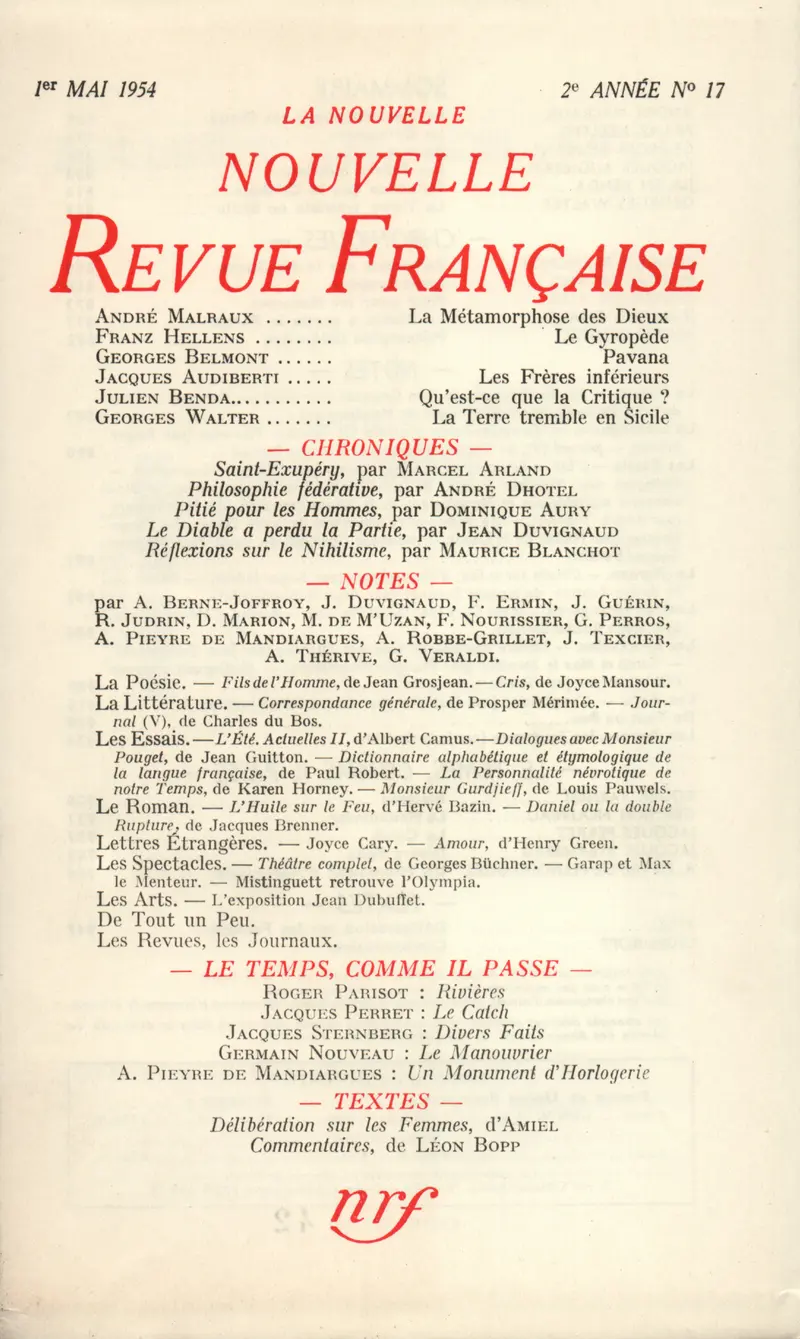 1er MAI 1954 2e ANNÉE No 17
LA NOUVELLE
NOUVELLE
REVUE FRANÇAISE
ANDRÉ MALRAUX ....... La Métamorphose des Dieux
FRANZ HELLENS ........ Le Gyropède
GEORGES BELMONT ...... Pavana
JACQUES AUDIBERTI ..... Les Frères inférieurs
JULIEN BENDA........... Qu'est-ce que la Critique ?
GEORGES WALTER ....... La Terre tremble en Sicile
— CHRONIQUES —
Saint-Exupéry, par MARCEL ARLAND
Philosophie fédérative, par ANDRÉ DHOTEL
Pitié pour les Hommes, par DOMINIQUE AURY
Le Diable a perdu la Partie, par JEAN DUVIGNAUD
Réflexions sur le Nihilisme, par MAURICE BLANCHOT
— NOTES —
par A. BERNE-JOFFROY, J. DUVIGNAUD, F. ERMIN, J. GUÉRIN,
R. JUDRIN, D. MARION, M. DE M'UZAN, F. NOURISSIER, G. PERROS,
A. PIEYRE DE MANDIARGUES, A. ROBBE-GRILLET, J. TEXCIER,
A. THÉRIVE, G. VERALDI.
La Poésie. — Fils de l'Homme, de Jean Grosjean. — Cris, de Joyce Mansour.
La Littérature. — Correspondance générale, de Prosper Mérimée. — Jour-
nal (V), de Charles du Bos.
Les Essais. — L'Été. Actuelles II, d'Albert Camus. — Dialogues avec Monsieur
Pouget, de Jean Guitton. — Dictionnaire alphabétique et étymologique de
la langue française, de Paul Robert. — La Personnalité névrotique de
notre Temps, de Karen Horney. — Monsieur Gurdjieff, de Louis Pauwels.
Le Roman. — L'Huile sur le Feu, d'Hervé Bazin. — Daniel ou la double
Rupture, de Jacques Brenner.
Lettres Étrangères. — Joyce Cary. — Amour, d'Henry Green.
Les Spectacles. — Théâtre complet, de Georges Büchner. — Garap et Max
le Menteur. — Mistinguett retrouve l'Olympia.
Les Arts. — L'exposition Jean Dubuffet.
De Tout un Peu.
Les Revues, les Journaux.
— LE TEMPS, COMME IL PASSE —
ROGER PARISOT : Rivières
JACQUES PERRET : Le Catch
JACQUES STERNBERG : Divers Faits
GERMAIN NOUVEAU : Le Manouvrier
A. PIEYRE DE MANDIARGUES : Un Monument d'Horlogerie
— TEXTES —
Délibération sur les Femmes, d'AMIEL
Commentaires, de LÉON BOPP
nrf